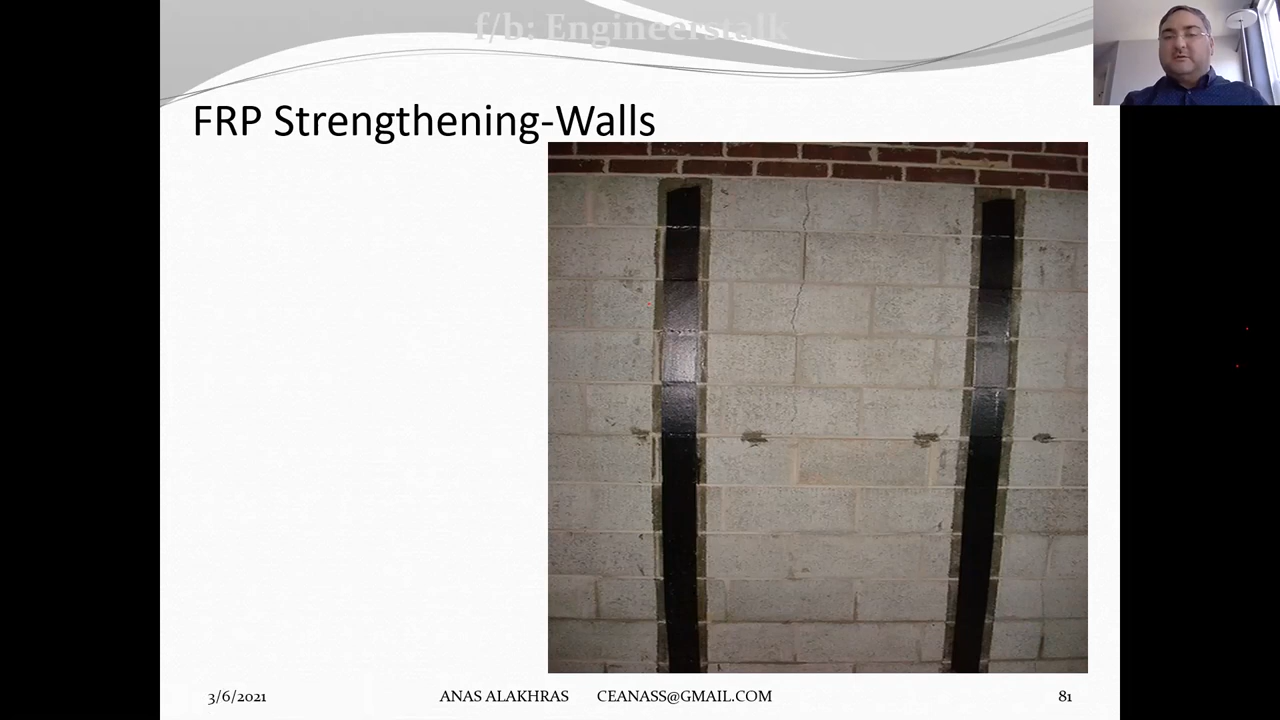 f/b: Engineerstalk
FRP Strengthening-Walls
3/6/2021 ANAS ALAKHRAS CEANASS@GMAIL.COM 81